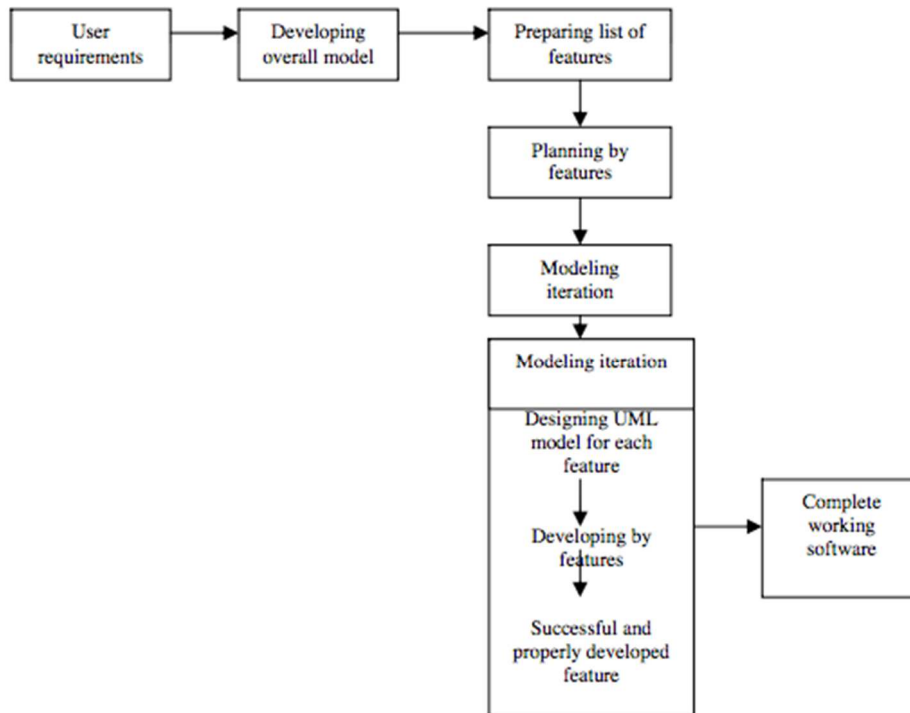 User
requirements
Developing
overall model
Preparing list of
features
Planning by
features
Modeling
iteration
Modeling iteration
Designing UML
model for each
feature
Developing by
features
Successful and
properly developed
feature
Complete
working
software